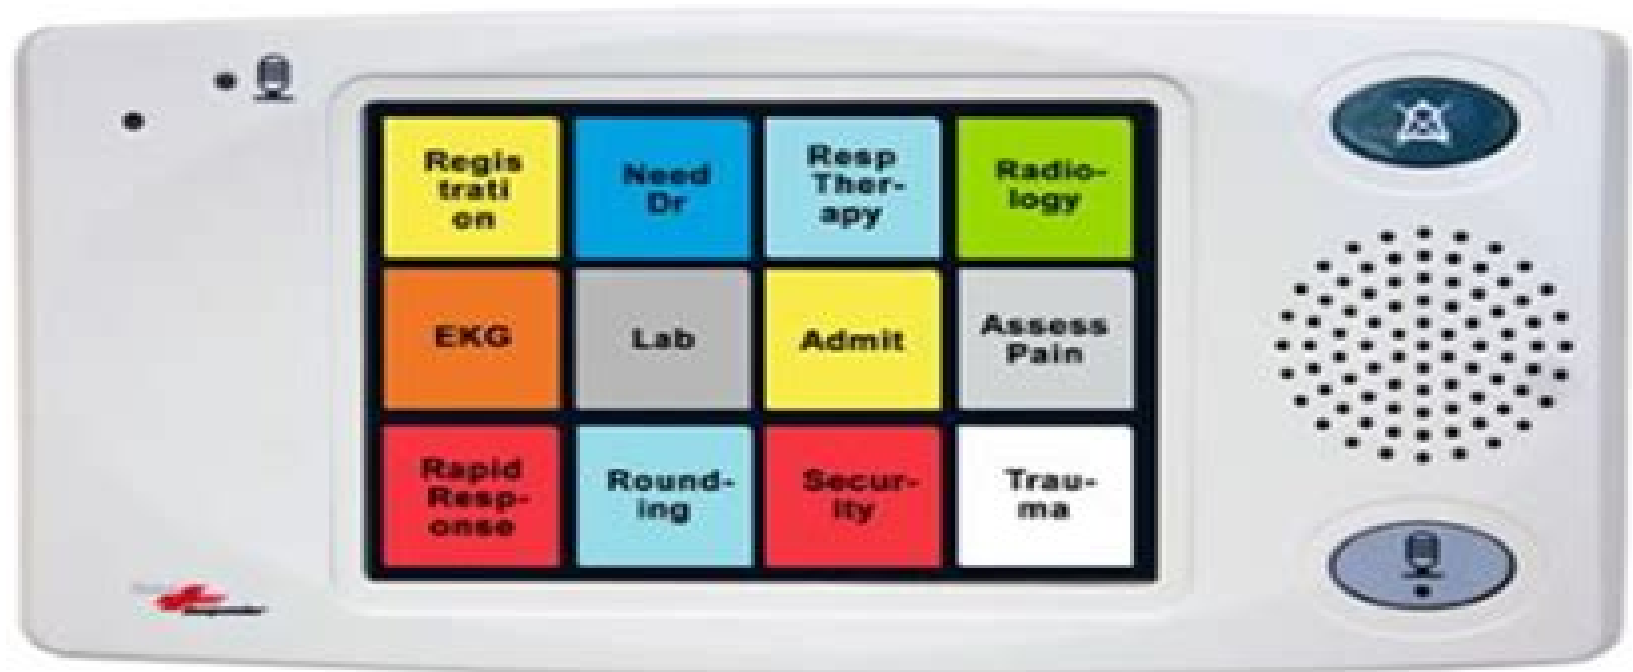 Regis
trati
on
Need
Dr
Resp
Ther-
apy
Radio-
logy
EKG
Lab
Admit
Assess
Pain
Rapid
Resp-
onse
Round-
ing
Secur-
ity
Trau-
ma